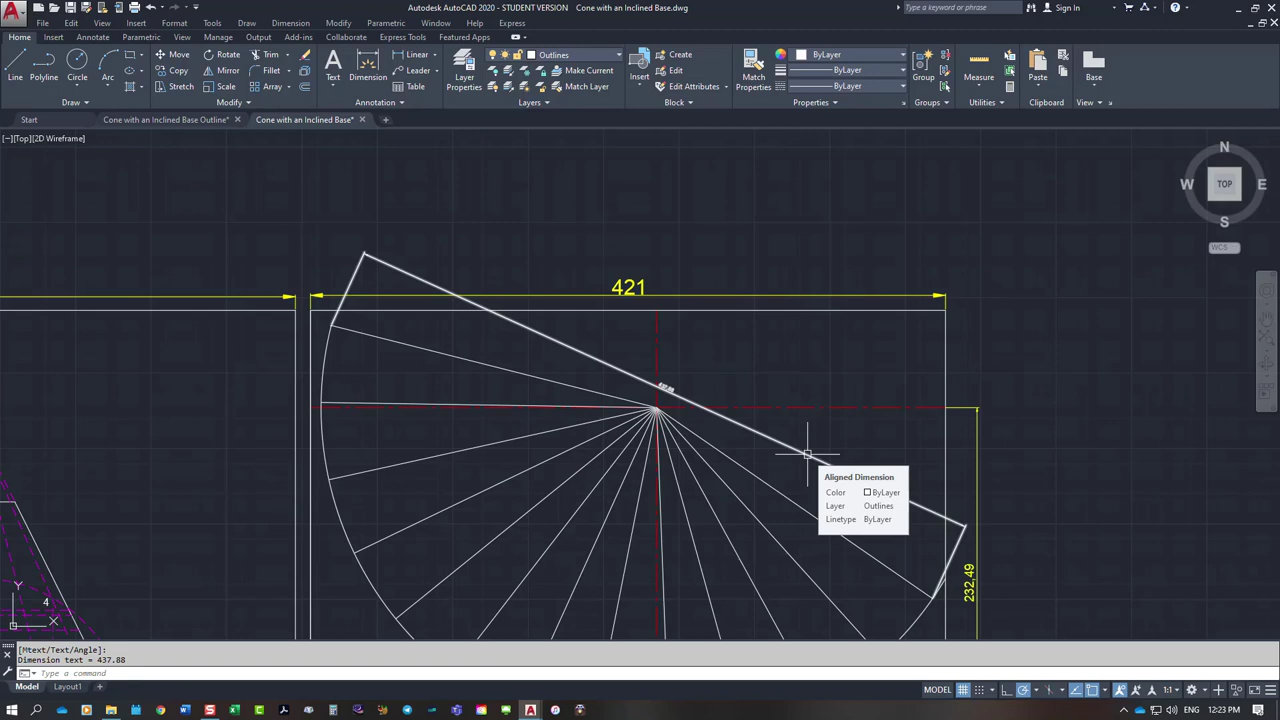 Autodesk AutoCAD 2020 - STUDENT VERSION Cone with an Inclined Base.dwg
Type a keyword or phrase
Sign In
File Edit View Insert Format Tools Draw Dimension Modify Parametric Window Help Express
Home Insert Annotate Parametric View Manage Output Add-ins Collaborate Express Tools Featured Apps
Line Polyline Circle Arc
Move Rotate Trim
Copy Mirror Fillet
Stretch Scale Array
Text Dimension
Linear
Leader
Table
Layer
Properties
Outlines
Make Current
Match Layer
Insert
Create
Edit
Edit Attributes
Match
Properties
ByLayer
ByLayer
ByLayer
Group
Measure
Paste
Base
Draw Modify Annotation Layers Block Properties Groups Utilities Clipboard View
Start
Cone with an Inclined Base Outline*
Cone with an Inclined Base*
[−][Top][2D Wireframe]
N
W TOP E
S
WCS
421
437.88
Aligned Dimension
Color ByLayer
Layer Outlines
Linetype ByLayer
232,49
Y
4
X
[Mtext/Text/Angle]:
Dimension text = 437.88
Type a command
Model Layout1
MODEL
1:1
12:23 PM